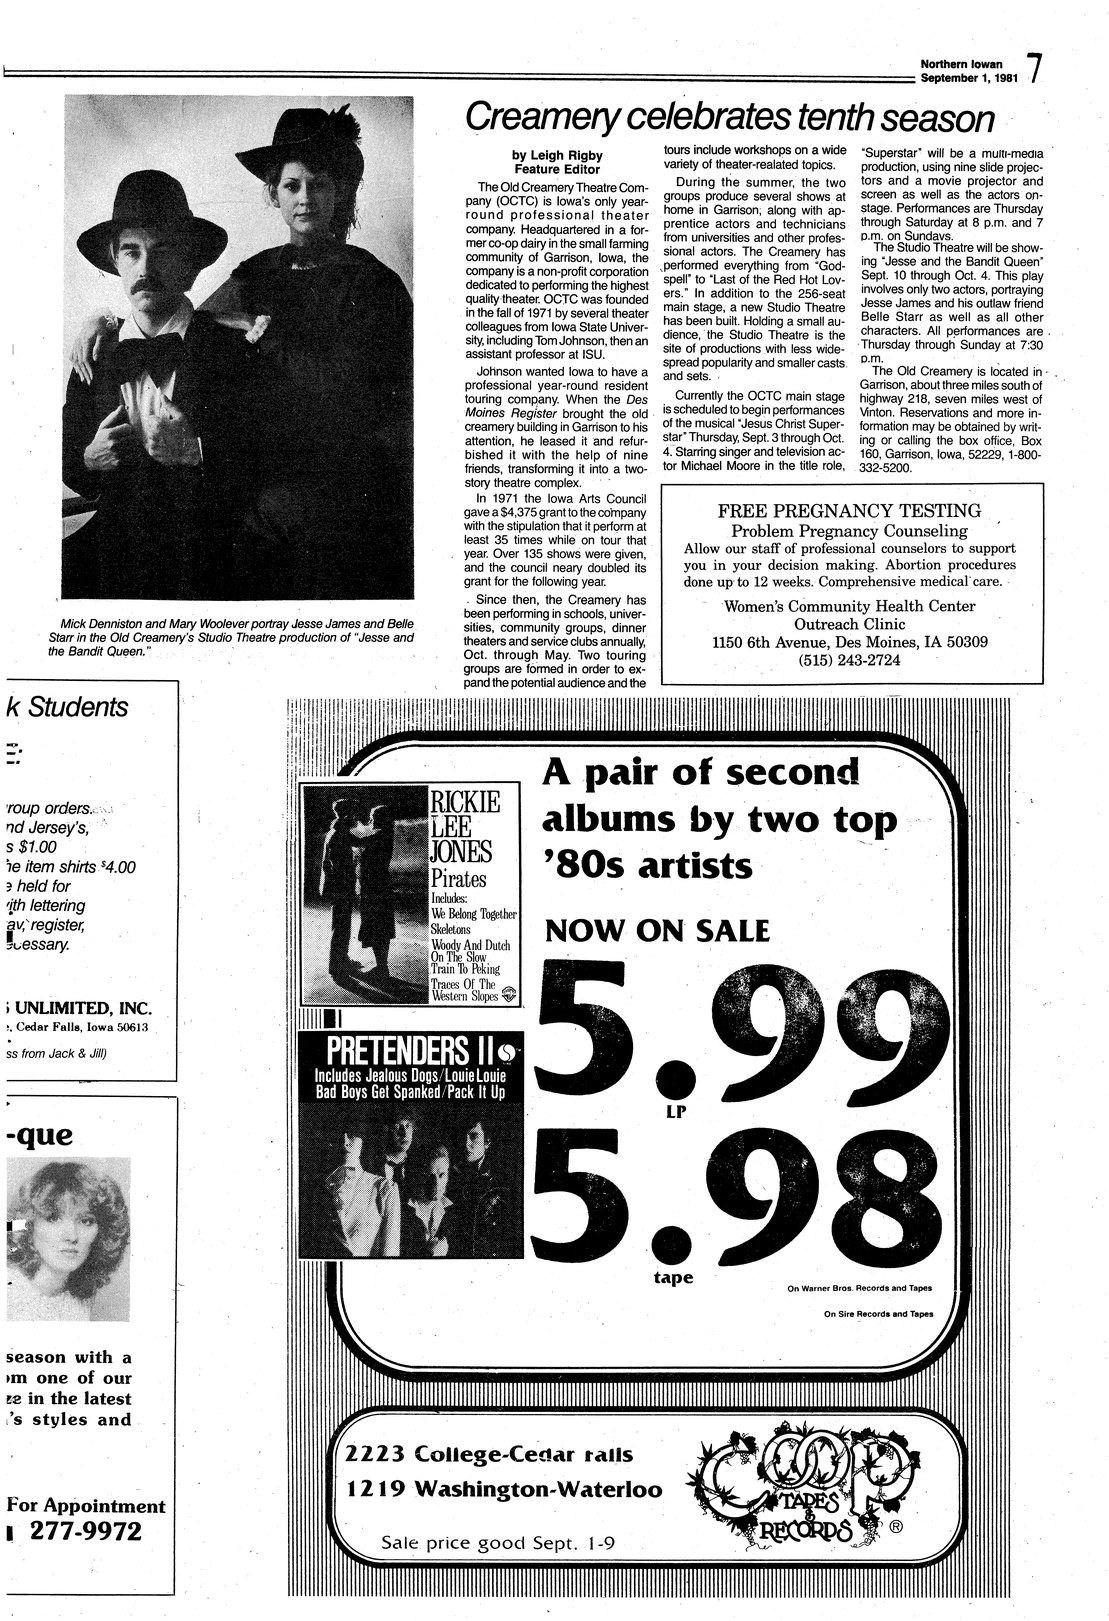 Northern Iowan
September 1, 1981 7
Creamery celebrates tenth season
by Leigh Rigby
Feature Editor
The Old Creamery Theatre Com-
pany (OCTC) is Iowa's only year-
round professional theater
company. Headquartered in a for-
mer co-op dairy in the small farming
community of Garrison, Iowa, the
company is a non-profit corporation
dedicated to performing the highest
quality theater. OCTC was founded
in the fall of 1971 by several theater
colleagues from Iowa State Univer-
sity, including Tom Johnson, then an
assistant professor at ISU.
Johnson wanted Iowa to have a
professional year-round resident
touring company. When the Des
Moines Register brought the old
creamery building in Garrison to his
attention, he leased it and refur-
bished it with the help of nine
friends, transforming it into a two-
story theatre complex.
In 1971 the Iowa Arts Council
gave a $4,375 grant to the company
with the stipulation that it perform at
least 35 times while on tour that
year. Over 135 shows were given,
and the council neary doubled its
grant for the following year.
Since then, the Creamery has
been performing in schools, univer-
sities, community groups, dinner
theaters and service clubs annually,
Oct. through May. Two touring
groups are formed in order to ex-
pand the potential audience and the
tours include workshops on a wide
variety of theater-realated topics.
During the summer, the two
groups produce several shows at
home in Garrison, along with ap-
prentice actors and technicians
from universities and other profes-
sional actors. The Creamery has
performed everything from "God-
spell" to "Last of the Red Hot Lov-
ers." In addition to the 256-seat
main stage, a new Studio Theatre
has been built. Holding a small au-
dience, the Studio Theatre is the
site of productions with less wide-
spread popularity and smaller casts
and sets.
Currently the OCTC main stage
is scheduled to begin performances
of the musical "Jesus Christ Super-
star" Thursday, Sept. 3 through Oct.
4. Starring singer and television ac-
tor Michael Moore in the title role,
"Superstar" will be a multi-media
production, using nine slide projec-
tors and a movie projector and
screen as well as the actors on-
stage. Performances are Thursday
through Saturday at 8 p.m. and 7
p.m. on Sundays.
The Studio Theatre will be show-
ing "Jesse and the Bandit Queen"
Sept. 10 through Oct. 4. This play
involves only two actors, portraying
Jesse James and his outlaw friend
Belle Starr as well as all other
characters. All performances are
Thursday through Sunday at 7:30
p.m.
The Old Creamery is located in
Garrison, about three miles south of
highway 218, seven miles west of
Vinton. Reservations and more in-
formation may be obtained by writ-
ing or calling the box office, Box
160, Garrison, Iowa, 52229, 1-800-
332-5200.
Mick Denniston and Mary Woolever portray Jesse James and Belle
Starr in the Old Creamery's Studio Theatre production of "Jesse and
the Bandit Queen."
FREE PREGNANCY TESTING
Problem Pregnancy Counseling
Allow our staff of professional counselors to support
you in your decision making. Abortion procedures
done up to 12 weeks. Comprehensive medical care.
Women's Community Health Center
Outreach Clinic
1150 6th Avenue, Des Moines, IA 50309
(515) 243-2724
k Students
roup orders.
nd Jersey's,
s $1.00
item shirts $4.00
held for
lettering
register,
UNLIMITED, INC.
Cedar Falls, Iowa 50613
ss from Jack & Jill)
-que
season with a
om one of our
in the latest
's styles and
For Appointment
277-9972
A pair of second
albums by two top
'80s artists
NOW ON SALE
5.99
LP
5.98
tape
On Warner Bros. Records and Tapes
On Sire Records and Tapes
RICKIE
LEE
JONES
Pirates
Includes:
We Belong Together
Skeletons
Woody And Dutch
On The Slow
Train To Peking
Traces Of The
Western Slopes
PRETENDERS II
Includes Jealous Dogs/Louie Louie
Bad Boys Get Spanked/Pack It Up
2223 College-Cedar Falls
1219 Washington-Waterloo
Sale price good Sept. 1-9
COOP
TAPES
&
RECORDS ®